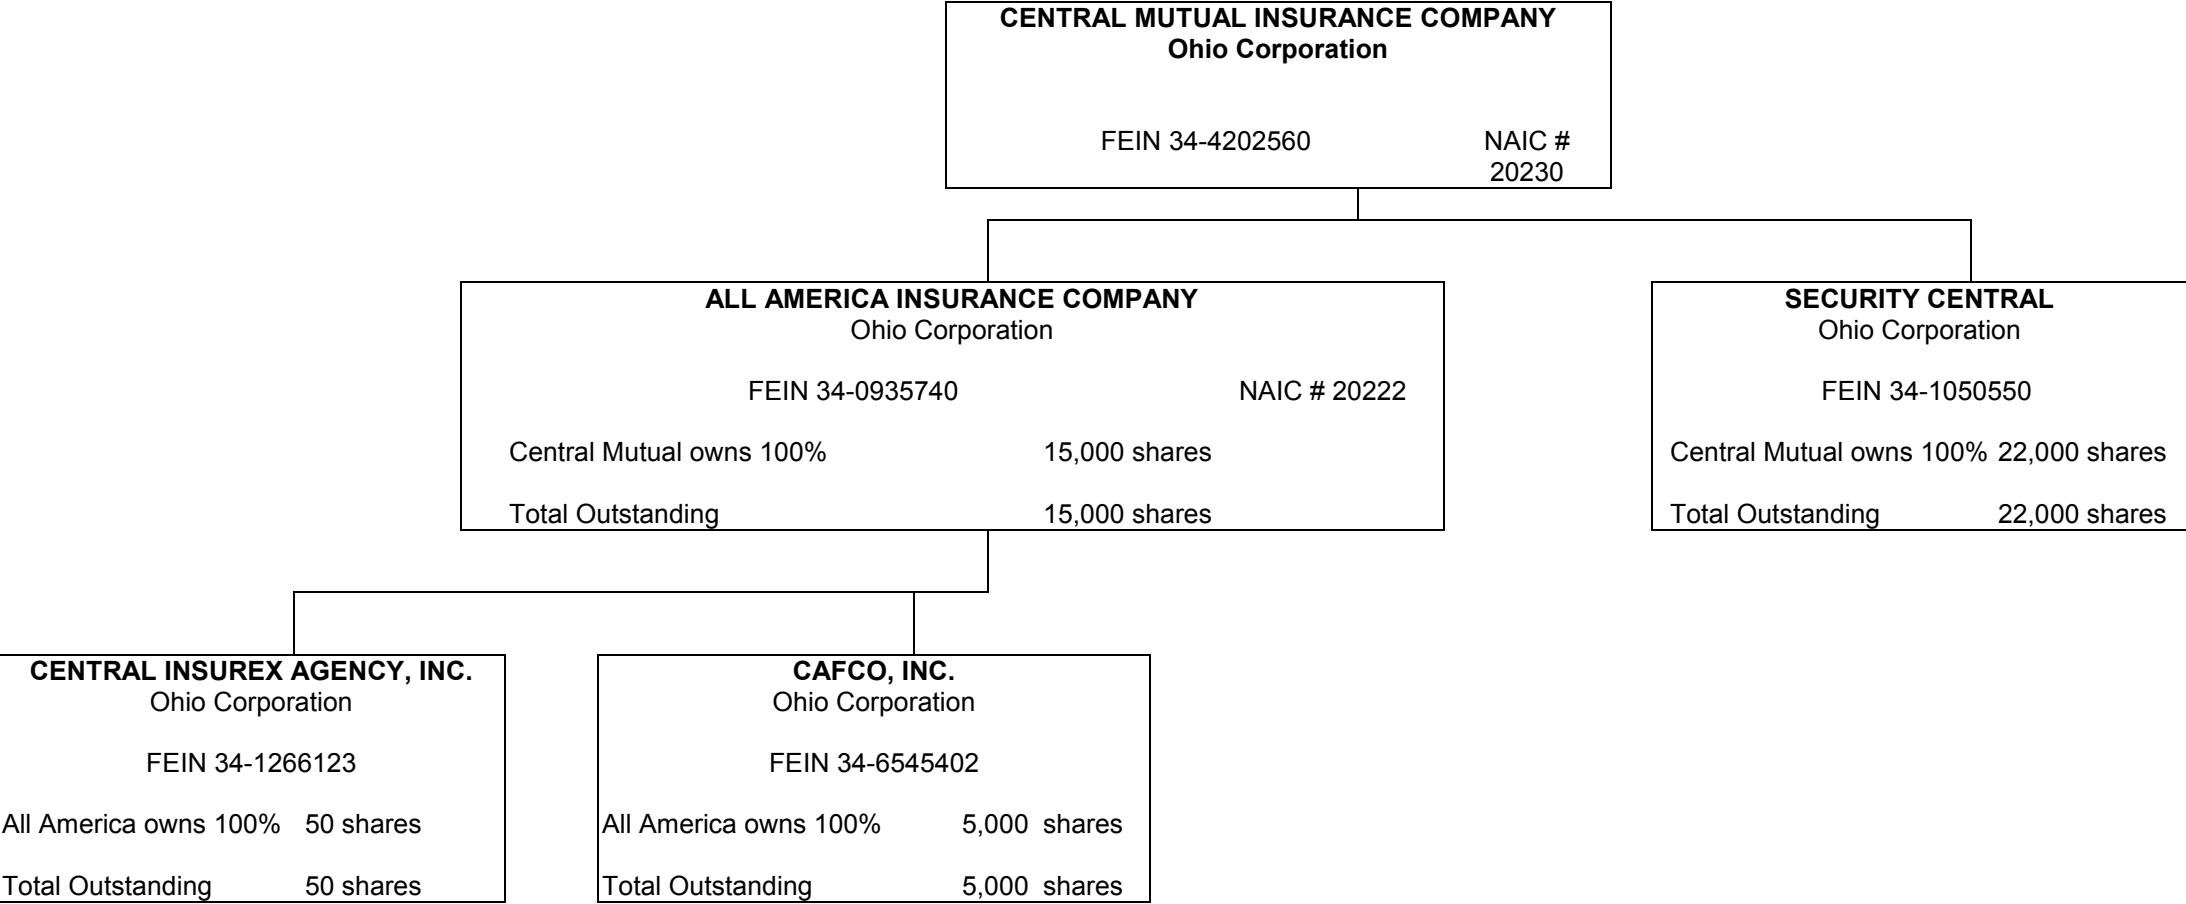 CENTRAL MUTUAL INSURANCE COMPANY
Ohio Corporation
FEIN 34-4202560 NAIC #
20230
ALL AMERICA INSURANCE COMPANY
Ohio Corporation
FEIN 34-0935740 NAIC # 20222
Central Mutual owns 100% 15,000 shares
Total Outstanding 15,000 shares
SECURITY CENTRAL
Ohio Corporation
FEIN 34-1050550
Central Mutual owns 100% 22,000 shares
Total Outstanding 22,000 shares
CENTRAL INSUREX AGENCY, INC.
Ohio Corporation
FEIN 34-1266123
All America owns 100% 50 shares
Total Outstanding 50 shares
CAFCO, INC.
Ohio Corporation
FEIN 34-6545402
All America owns 100% 5,000 shares
Total Outstanding 5,000 shares